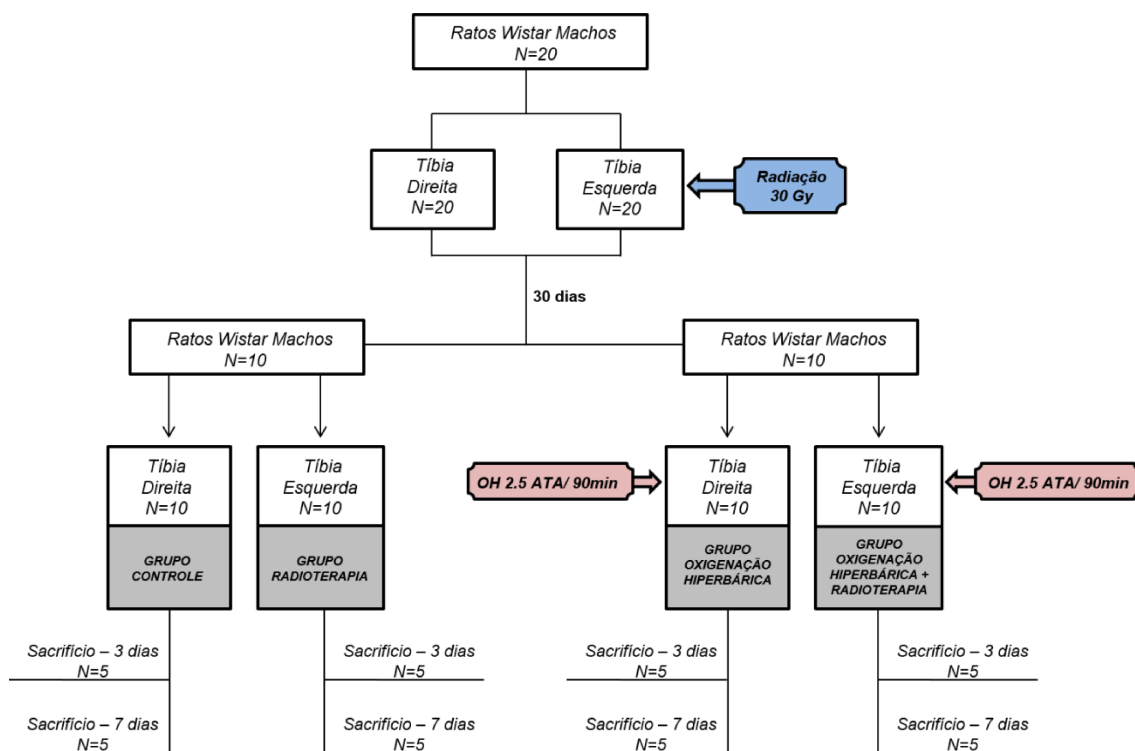 Ratos Wistar Machos
N=20
Tíbia
Direita
N=20
Tíbia
Esquerda
N=20
Radiação
30 Gy
30 dias
Ratos Wistar Machos
N=10
Ratos Wistar Machos
N=10
Tíbia
Direita
N=10
GRUPO
CONTROLE
Tíbia
Esquerda
N=10
GRUPO
RADIOTERAPIA
OH 2.5 ATA/ 90min
Tíbia
Direita
N=10
GRUPO
OXIGENAÇÃO
HIPERBÁRICA
Tíbia
Esquerda
N=10
GRUPO
OXIGENAÇÃO
HIPERBÁRICA +
RADIOTERAPIA
OH 2.5 ATA/ 90min
Sacrifício – 3 dias
N=5
Sacrifício – 3 dias
N=5
Sacrifício – 3 dias
N=5
Sacrifício – 3 dias
N=5
Sacrifício – 7 dias
N=5
Sacrifício – 7 dias
N=5
Sacrifício – 7 dias
N=5
Sacrifício – 7 dias
N=5